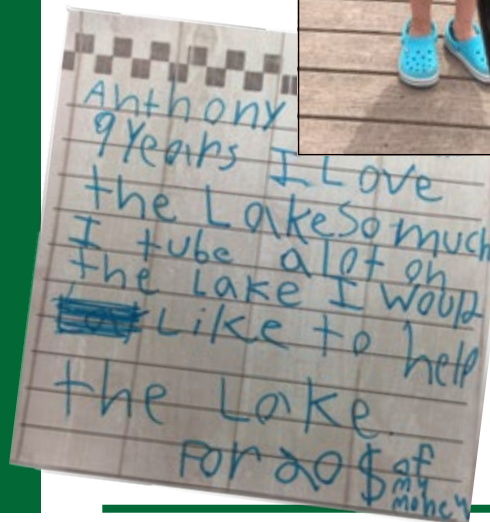 Anthony
9 Years I Love
the Lake So much
I tube alot on
the Lake I Would
Like to help
the Lake.
For 20 $ of
my
money